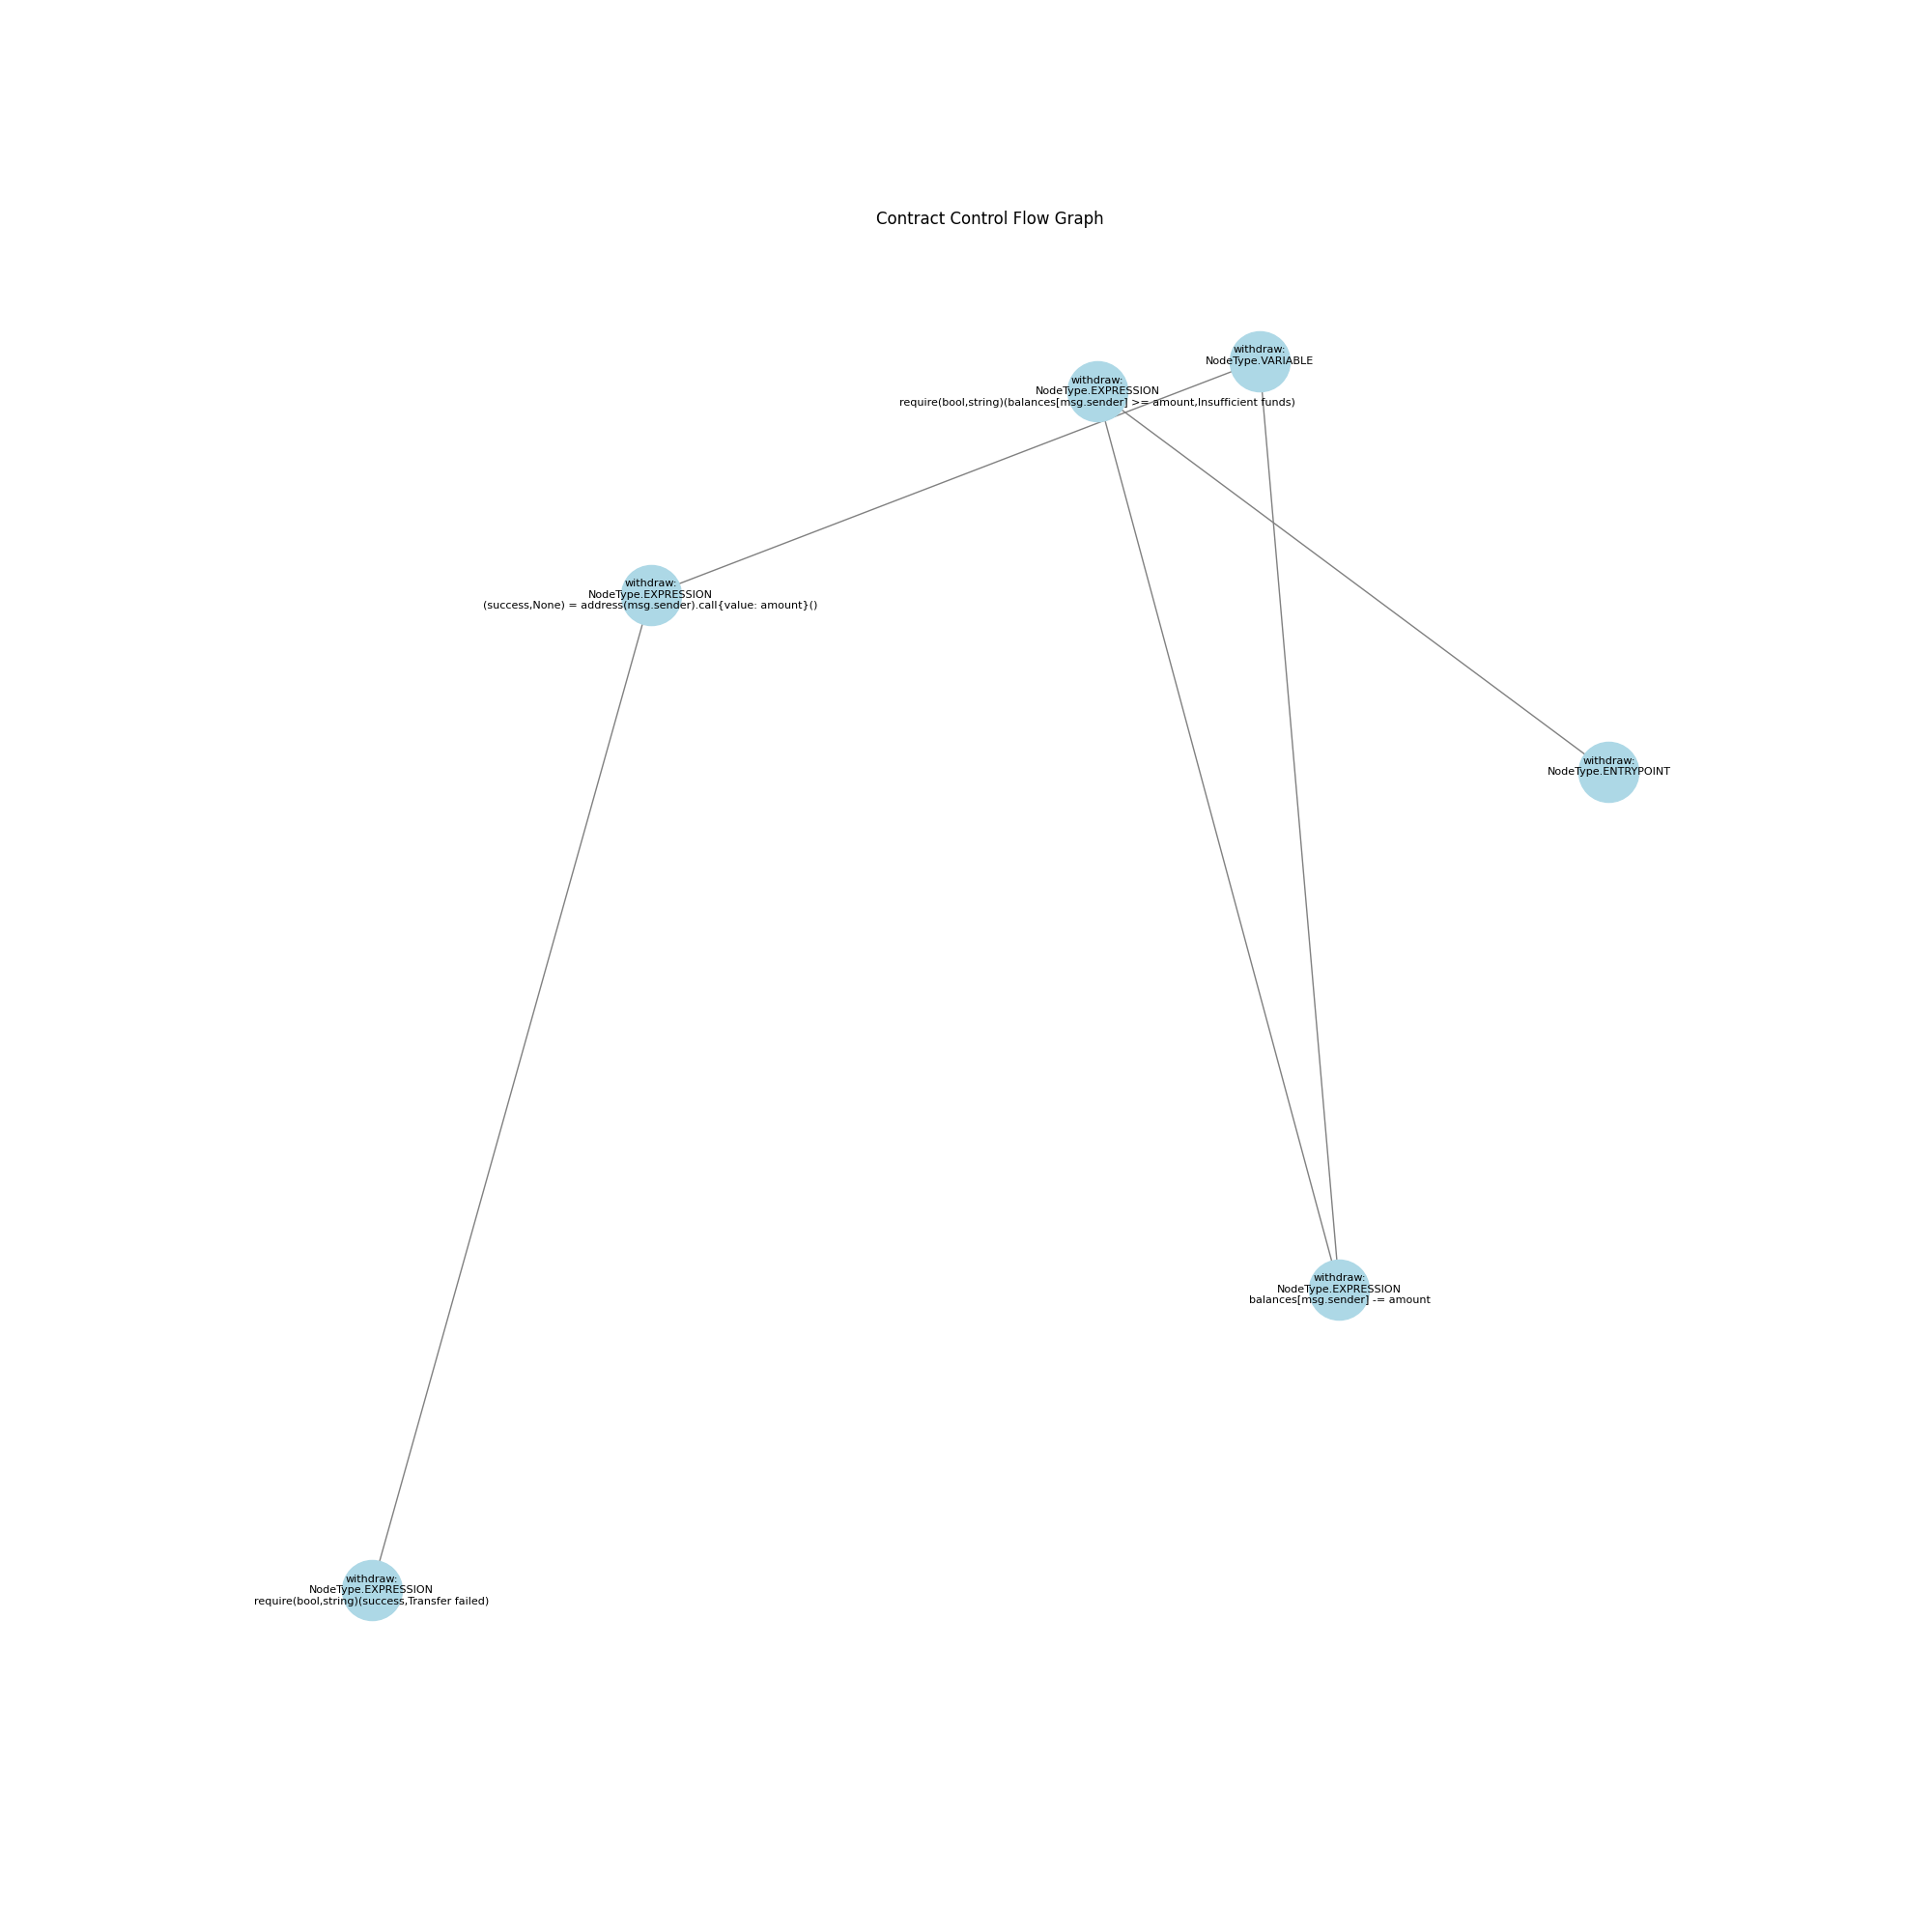 Contract Control Flow Graph
withdraw:
NodeType.VARIABLE
withdraw:
NodeType.EXPRESSION
require(bool,string)(balances[msg.sender] >= amount,Insufficient funds)
withdraw:
NodeType.EXPRESSION
(success,None) = address(msg.sender).call{value: amount}()
withdraw:
NodeType.ENTRYPOINT
withdraw:
NodeType.EXPRESSION
balances[msg.sender] -= amount
withdraw:
NodeType.EXPRESSION
require(bool,string)(success,Transfer failed)